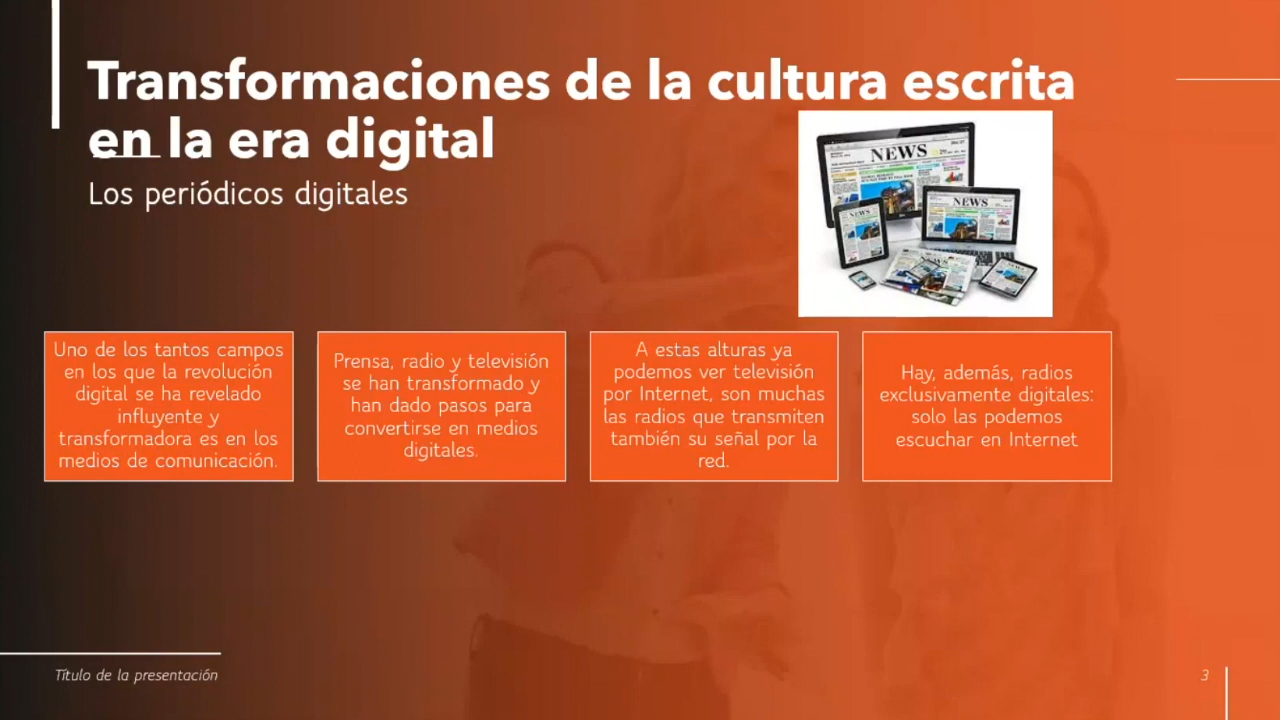 Transformaciones de la cultura escrita
en la era digital
Los periódicos digitales
NEWS
NEWS
NEWS
NEWS
Uno de los tantos campos
en los que la revolución
digital se ha revelado
influyente y
transformadora es en los
medios de comunicación.
Prensa, radio y televisión
se han transformado y
han dado pasos para
convertirse en medios
digitales.
A estas alturas ya
podemos ver televisión
por Internet, son muchas
las radios que transmiten
también su señal por la
red.
Hay, además, radios
exclusivamente digitales:
solo las podemos
escuchar en Internet
Título de la presentación
3